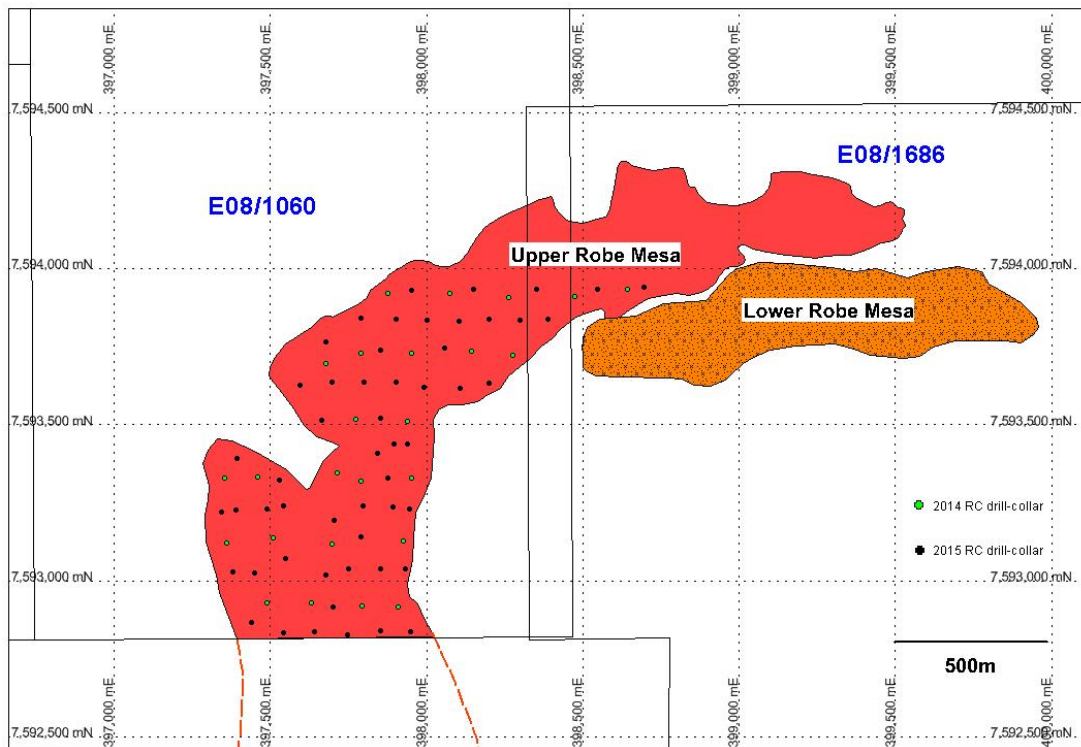 397,000 mE
397,500 mE
398,000 mE
398,500 mE
399,000 mE
399,500 mE
400,000 mE
7,594,500 mN
7,594,500 mN
E08/1686
E08/1060
Upper Robe Mesa
7,594,000 mN
7,594,000 mN
Lower Robe Mesa
7,593,500 mN
7,593,500 mN
2014 RC drill-collar
2015 RC drill-collar
7,593,000 mN
7,593,000 mN
500m
397,000 mE
397,500 mE
398,000 mE
398,500 mE
399,000 mE
399,500 mE
400,000 mE
7,592,500 mN
7,592,500 mN